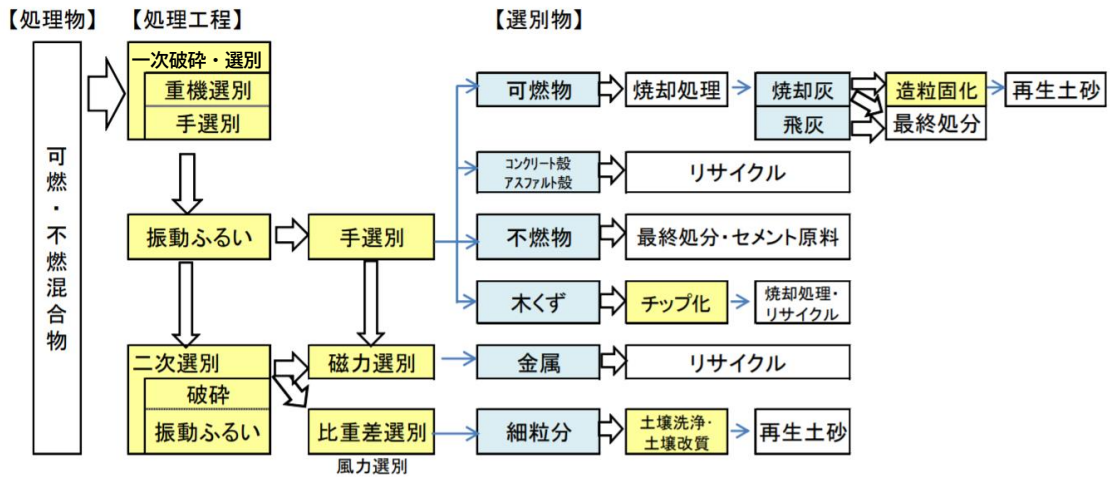 【処理物】
【処理工程】
【選別物】
可燃・不燃混合物
一次破砕・選別
重機選別
手選別
振動ふるい
手選別
二次選別
破砕
振動ふるい
磁力選別
比重差選別
風力選別
可燃物
焼却処理
焼却灰
飛灰
造粒固化
最終処分
再生土砂
コンクリート殻
アスファルト殻
リサイクル
不燃物
最終処分・セメント原料
木くず
チップ化
焼却処理・
リサイクル
金属
リサイクル
細粒分
土壌洗浄・
土壌改質
再生土砂